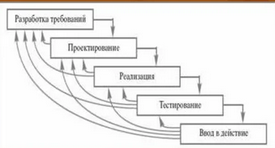 Разработка требований
Проектирование
Реализация
Тестирование
Ввод в действие